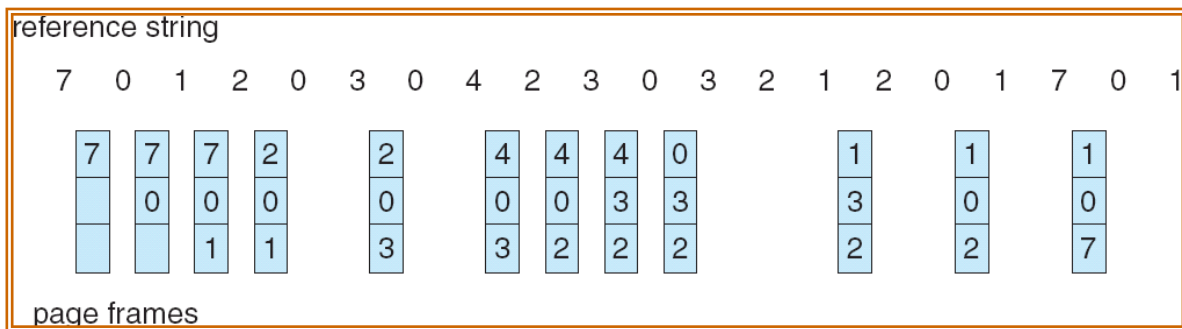 reference string
7 0 1 2 0 3 0 4 2 3 0 3 2 1 2 0 1 7 0 1
7 7 7 2 2 4 4 4 0 1 1 1
0 0 0 0 0 0 3 3 3 0 0
1 1 3 3 2 2 2 2 2 7
page frames